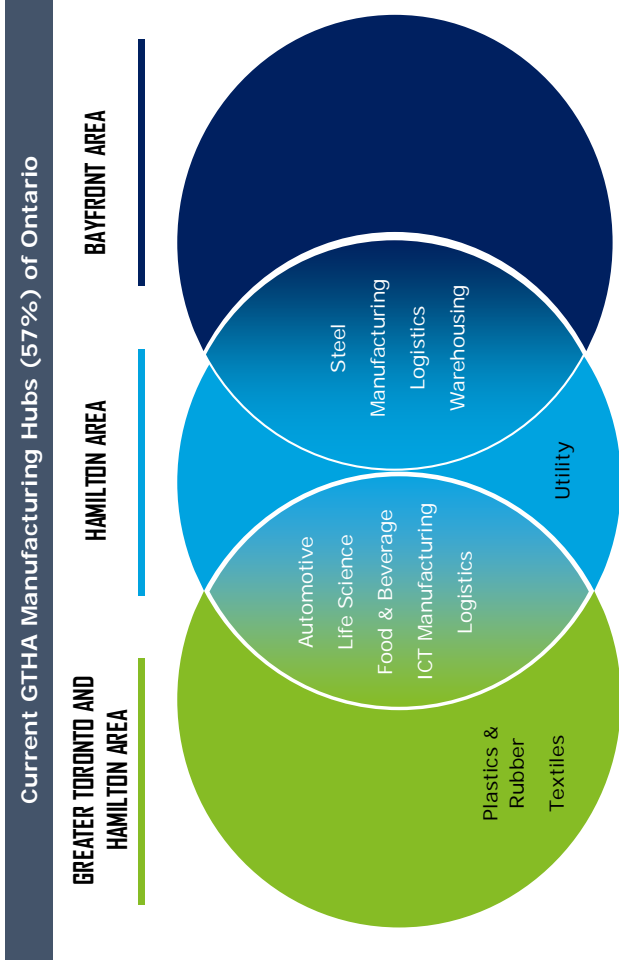 Current GTHA Manufacturing Hubs (57%) of Ontario
GREATER TORONTO AND
HAMILTON AREA
HAMILTON AREA
BAYFRONT AREA
Automotive
Life Science
Food & Beverage
ICT Manufacturing
Logistics
Steel
Manufacturing
Logistics
Warehousing
Plastics &
Rubber
Textiles
Utility